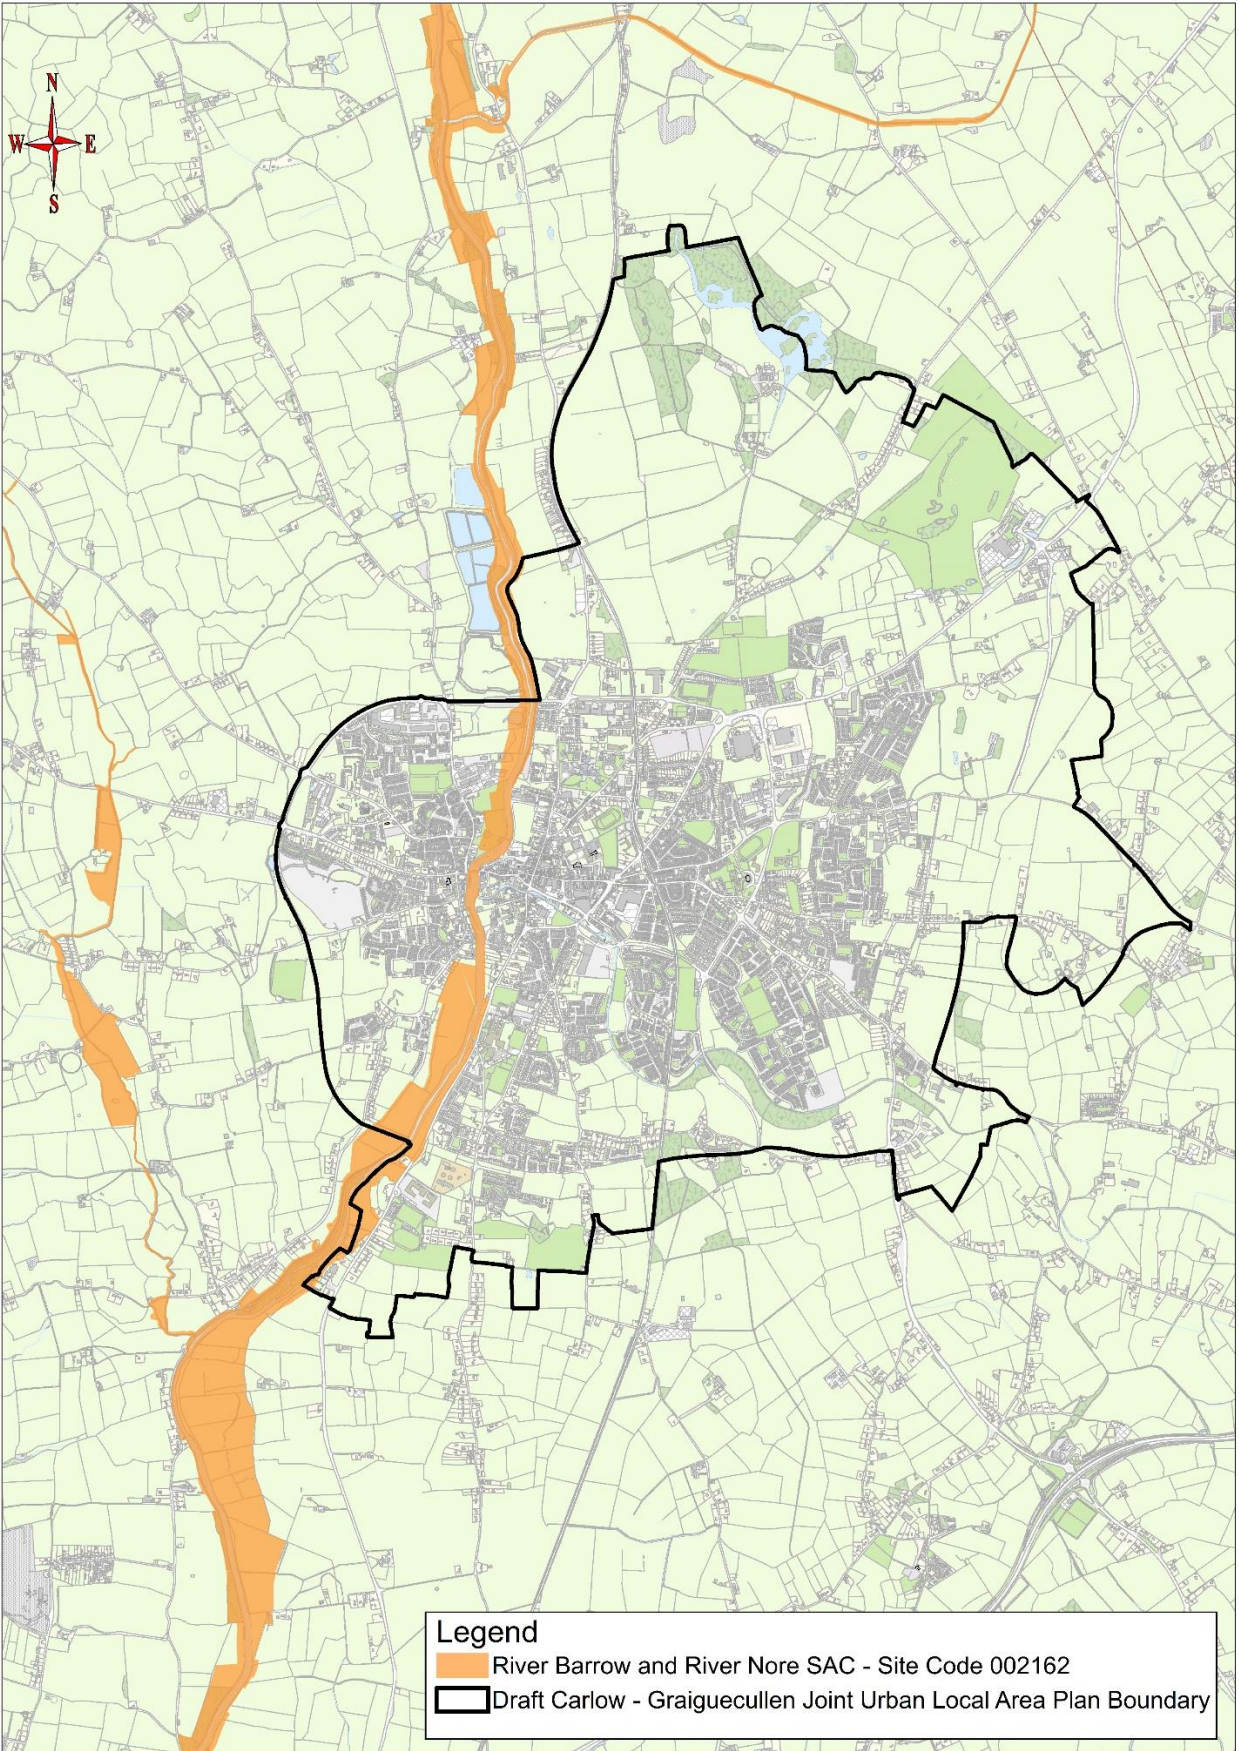 N
W E
S
Legend
River Barrow and River Nore SAC - Site Code 002162
Draft Carlow - Graiguecullen Joint Urban Local Area Plan Boundary